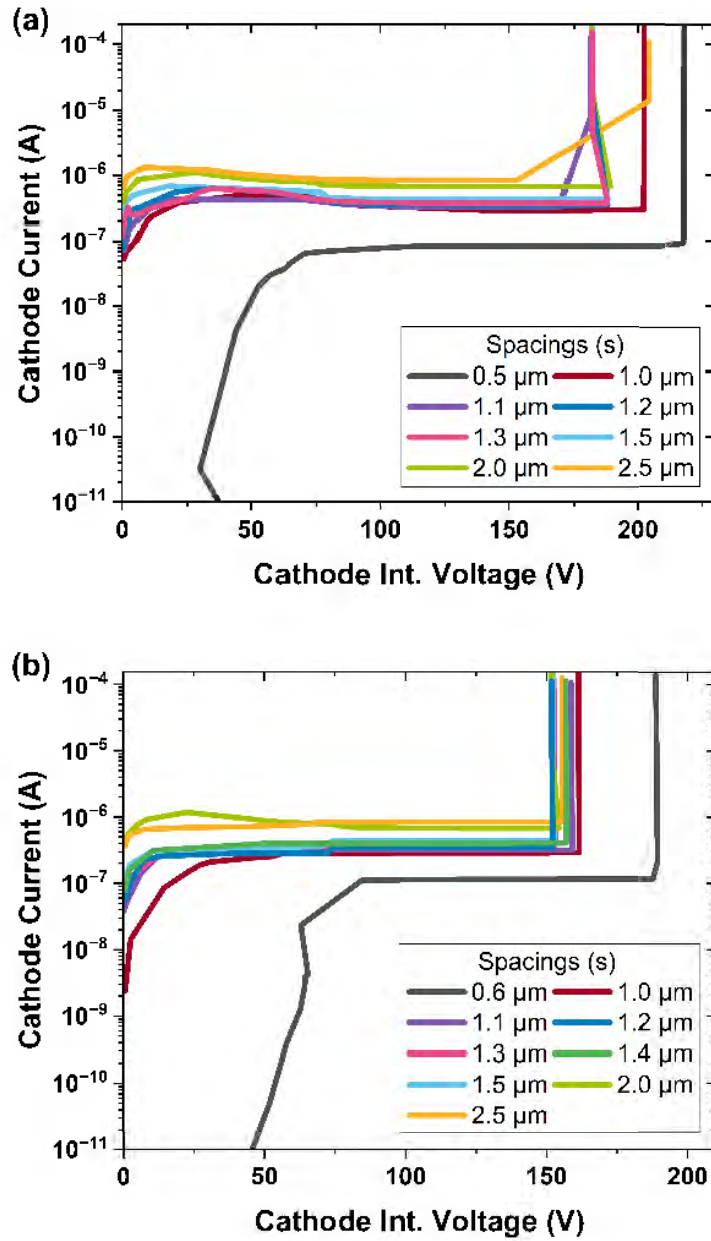 (a)
10⁻⁴
10⁻⁵
10⁻⁶
10⁻⁷
10⁻⁸
10⁻⁹
10⁻¹⁰
10⁻¹¹
Cathode Current (A)
Spacings (s)
0.5 µm 1.0 µm
1.1 µm 1.2 µm
1.3 µm 1.5 µm
2.0 µm 2.5 µm
0 50 100 150 200
Cathode Int. Voltage (V)
(b)
10⁻⁴
10⁻⁵
10⁻⁶
10⁻⁷
10⁻⁸
10⁻⁹
10⁻¹⁰
10⁻¹¹
Cathode Current (A)
Spacings (s)
0.6 µm 1.0 µm
1.1 µm 1.2 µm
1.3 µm 1.4 µm
1.5 µm 2.0 µm
2.5 µm
0 50 100 150 200
Cathode Int. Voltage (V)